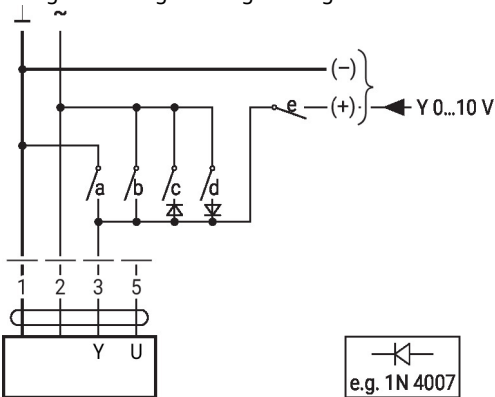 ⊥ ~
(–)
e (+) Y 0...10 V
a b c d
1 2 3 5
Y U
e.g. 1N 4007